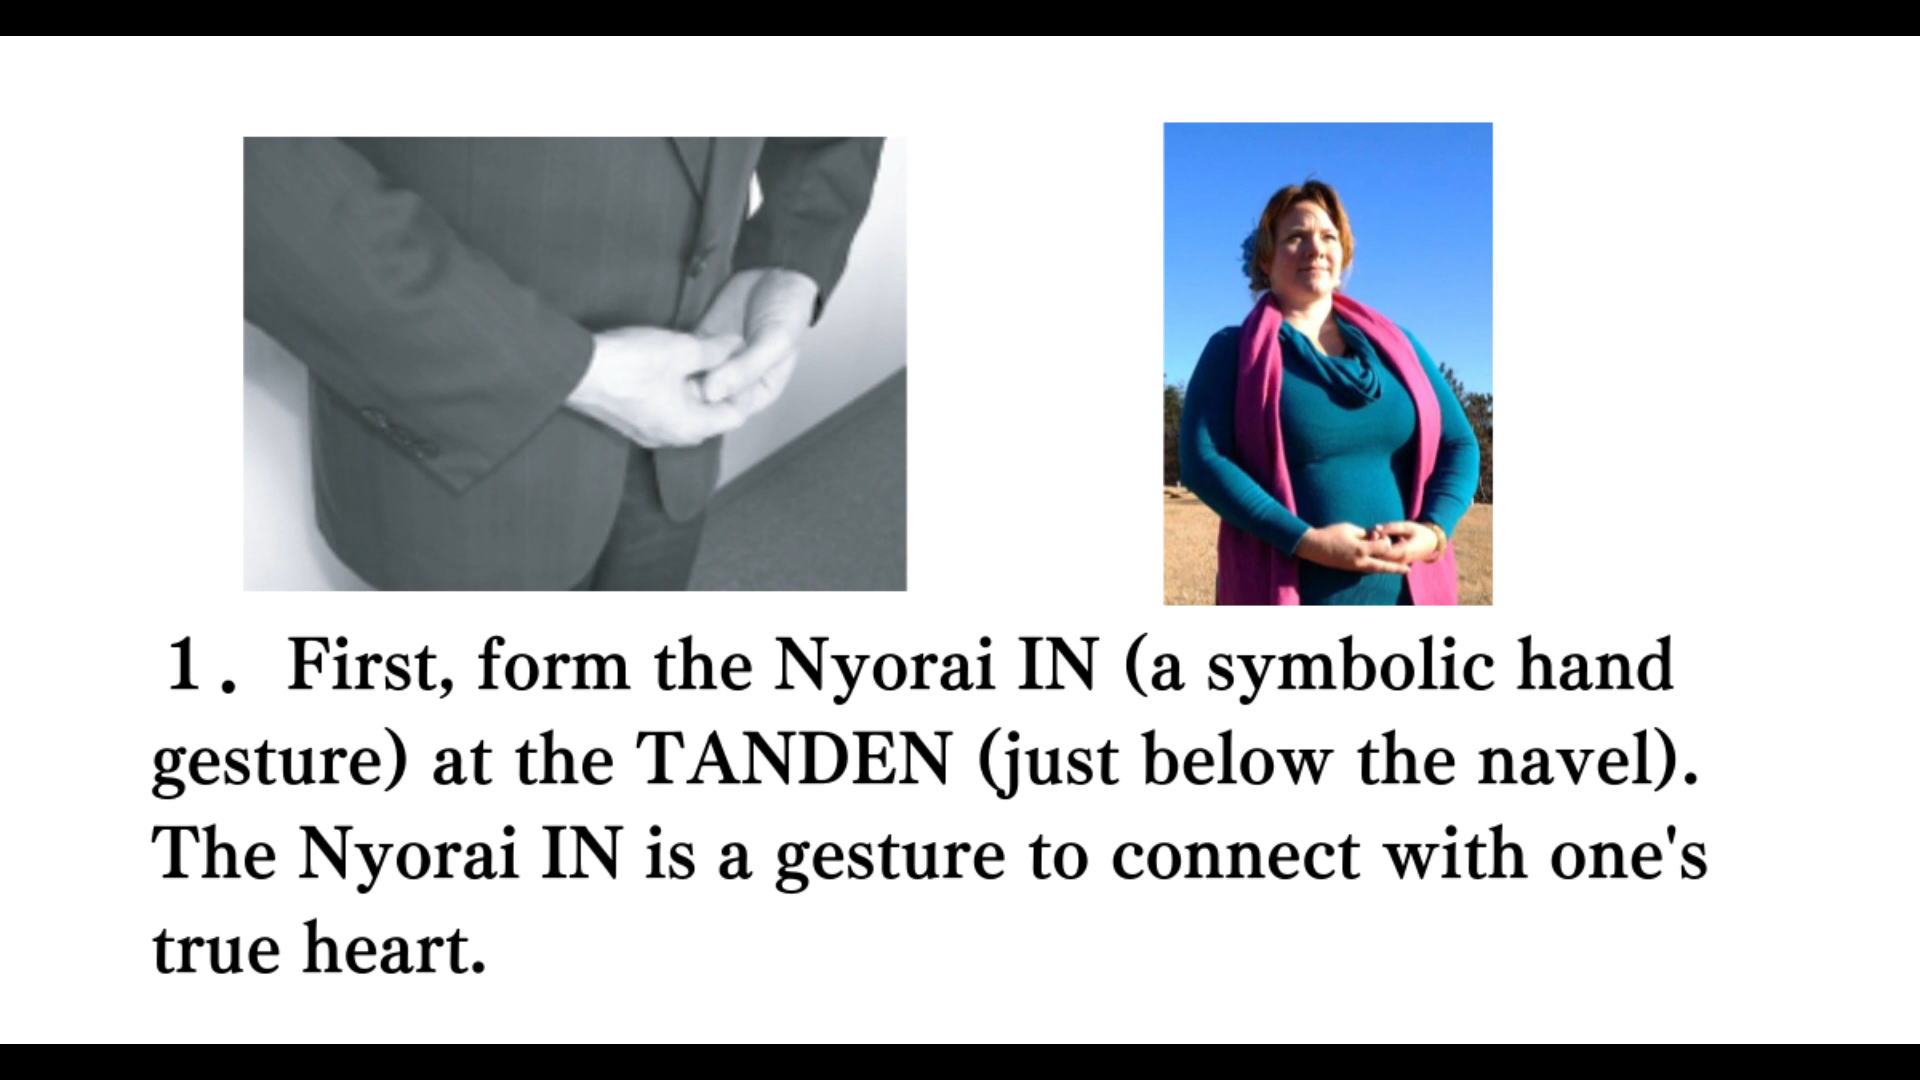 1. First, form the Nyorai IN (a symbolic hand
gesture) at the TANDEN (just below the navel).
The Nyorai IN is a gesture to connect with one's
true heart.